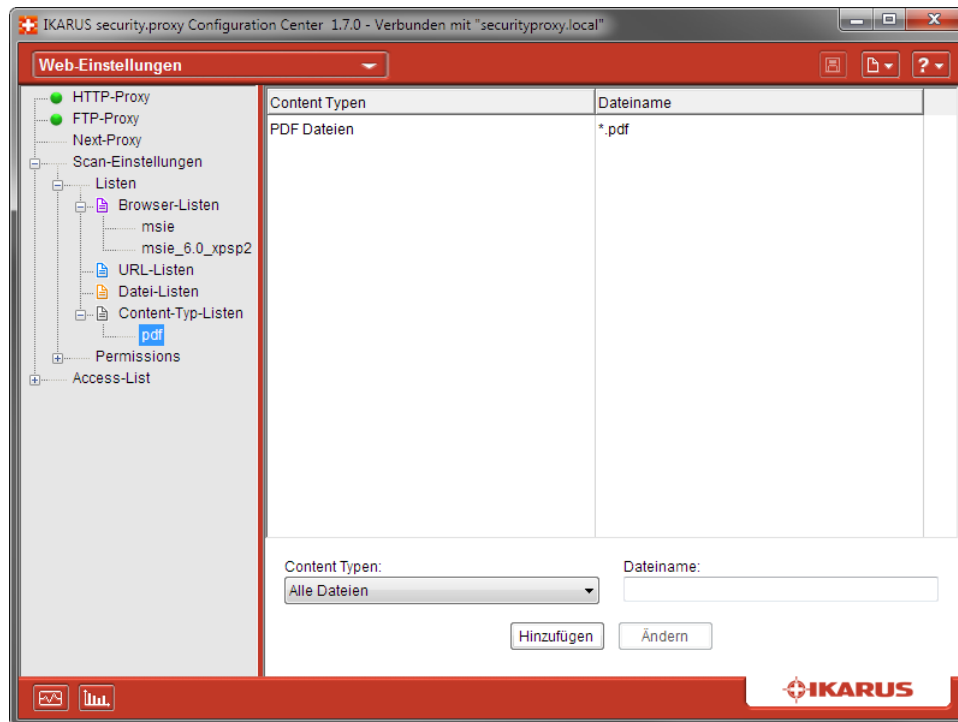 IKARUS security.proxy Configuration Center 1.7.0 - Verbunden mit "securityproxy.local"
Web-Einstellungen
HTTP-Proxy
FTP-Proxy
Next-Proxy
Scan-Einstellungen
Listen
Browser-Listen
msie
msie_6.0_xpsp2
URL-Listen
Datei-Listen
Content-Typ-Listen
pdf
Permissions
Access-List
Content Typen Dateiname
PDF Dateien *.pdf
Content Typen: Dateiname:
Alle Dateien
Hinzufügen Ändern
IKARUS